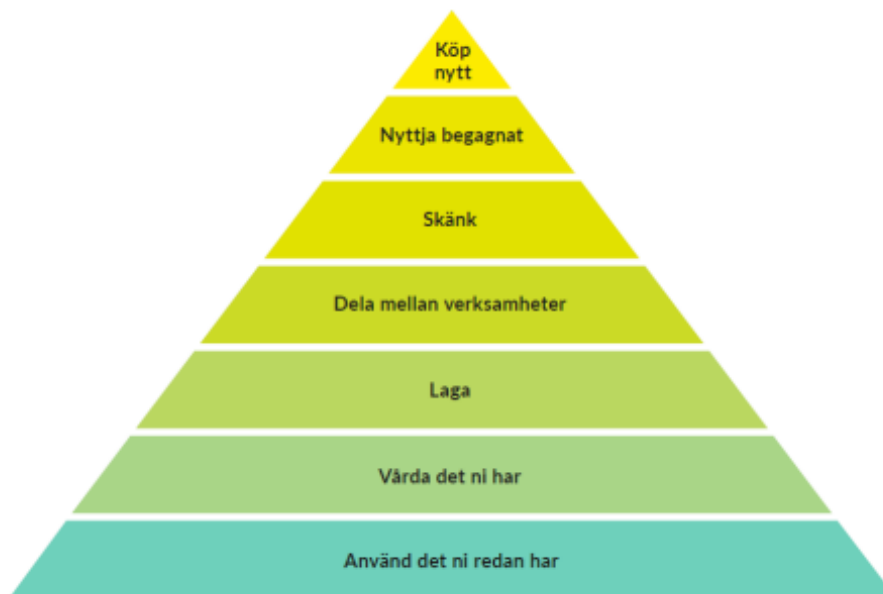 Köp
nytt
Nyttja begagnat
Skänk
Dela mellan verksamheter
Laga
Vårda det ni har
Använd det ni redan har